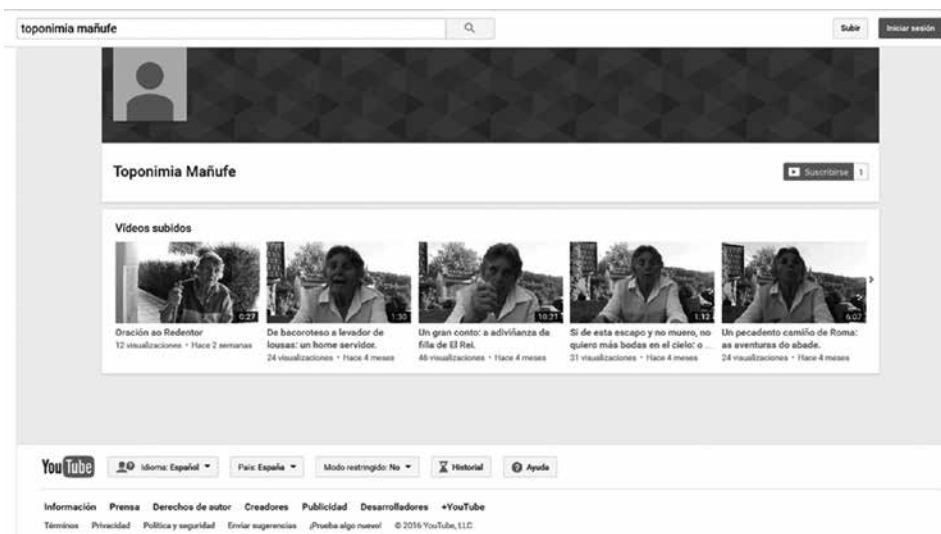 toponimia mañufe
Subir
Iniciar sesión
Toponimia Mañufe
Suscribirse 1
Vídeos subidos
0:27
1:30
10:21
1:12
6:07
Oración ao Redentor
12 visualizaciones • Hace 2 semanas
De bacoroteso a levador de
lousas: un home servidor.
24 visualizaciones • Hace 4 meses
Un gran conto: a adiviñanza da
filla de El Rei.
46 visualizaciones • Hace 4 meses
Si de esta escapo y no muero, no
quiero más bodas en el cielo: o ...
31 visualizaciones • Hace 4 meses
Un pecadento camiño de Roma:
as aventuras do abade.
24 visualizaciones • Hace 4 meses
YouTube
Idioma: Español
País: España
Modo restringido: No
Historial
Ayuda
Información Prensa Derechos de autor Creadores Publicidad Desarrolladores +YouTube
Términos Privacidad Política y seguridad Enviar sugerencias ¡Prueba algo nuevo! © 2016 YouTube, LLC